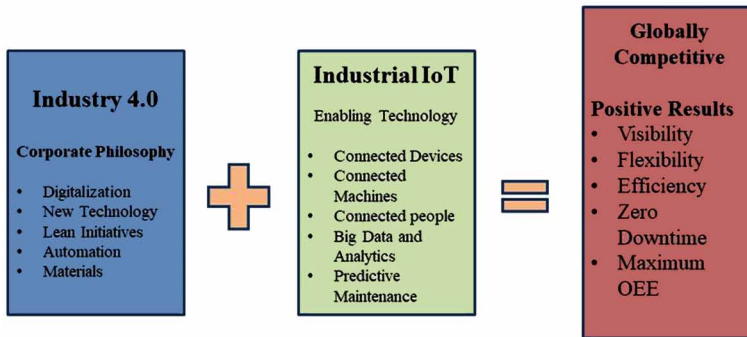 Industry 4.0
Corporate Philosophy
• Digitalization
• New Technology
• Lean Initiatives
• Automation
• Materials
Industrial IoT
Enabling Technology
• Connected Devices
• Connected
Machines
• Connected people
• Big Data and
Analytics
• Predictive
Maintenance
Globally
Competitive
Positive Results
• Visibility
• Flexibility
• Efficiency
• Zero
Downtime
• Maximum
OEE